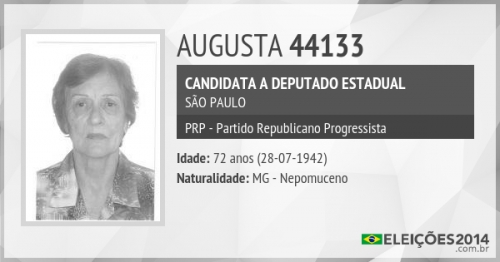 AUGUSTA 44133
CANDIDATA A DEPUTADO ESTADUAL
SÃO PAULO
PRP - Partido Republicano Progressista
Idade: 72 anos (28-07-1942)
Naturalidade: MG - Nepomuceno
ELEIÇÕES2014
.com.br